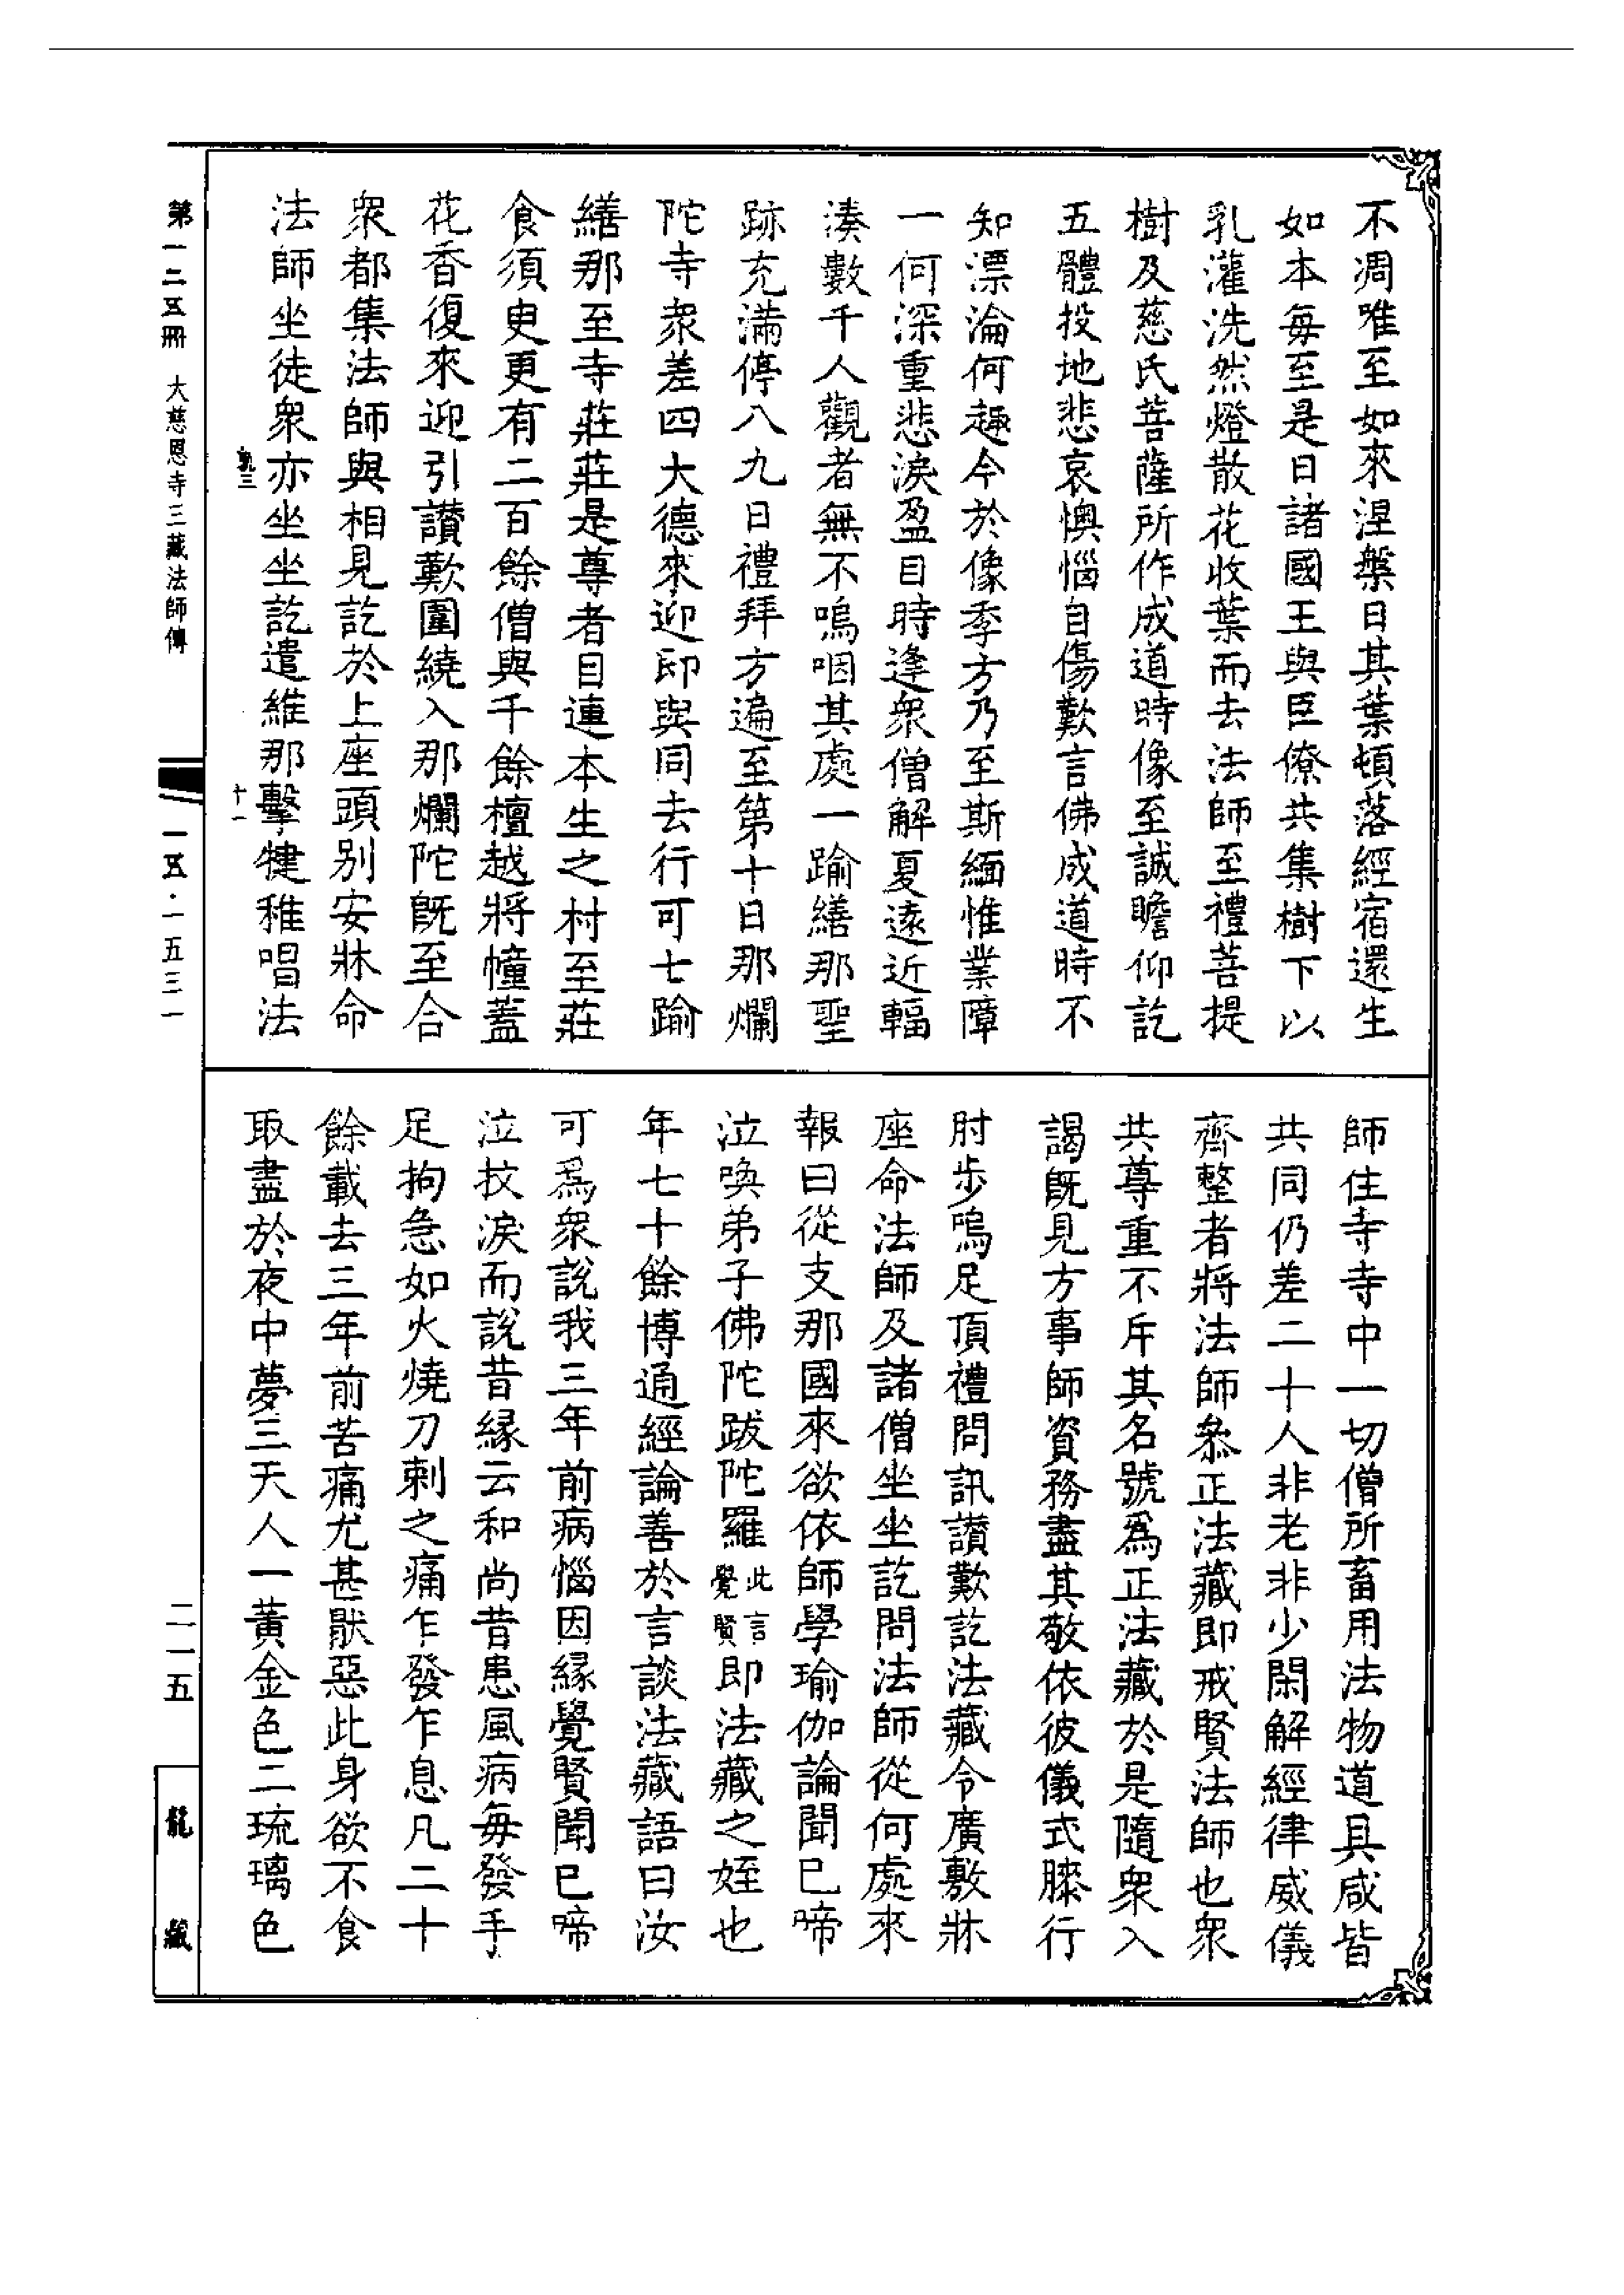 不凋唯至如來涅槃日其葉頓落經宿還生
如本每至是日諸國王與臣僚共集樹下以
乳灌洗然燈散花收葉而去法師至禮菩提
樹及慈氏菩薩所作成道時像至誠瞻仰訖
五體投地悲哀懊惱自傷歎言佛成道時不
知漂淪何趣今於像季方乃至斯緬惟業障
一何深重悲淚盈目時逢衆僧解夏遠近輻
湊數千人觀者無不嗚咽其處一踰繕那聖
跡充滿停八九日禮拜方遍至第十日那爛
陀寺衆差四大德來迎即與同去行可七踰
繕那至寺莊莊是尊者目連本生之村至莊
食須臾更有二百餘僧與千餘檀越將幢蓋
花香復來迎引讚歎圍繞入那爛陀既至合
衆都集法師與相見訖於上座頭別安牀命
法師坐徒衆亦坐坐訖遣維那擊犍稚唱法
師住寺寺中一切僧所畜用法物道具咸皆
共同仍差二十人非老非少閑解經律威儀
齊整者將法師叅正法藏即戒賢法師也衆
共尊重不斥其名號爲正法藏於是隨衆入
謁既見方事師資務盡其敬依彼儀式膝行
肘步嗚足頂禮問訊讚歎訖法藏令廣敷牀
座命法師及諸僧坐坐訖問法師從何處來
報曰從支那國來欲依師學瑜伽論聞已啼
泣喚弟子佛陀跋陀羅此言覺賢即法藏之姪也
年七十餘博通經論善於言談法藏語曰汝
可爲衆說我三年前病惱因緣覺賢聞已啼
泣抆淚而說昔緣云和尚昔患風病每發手
足拘急如火燒刀刺之痛乍發乍息凡二十
餘載去三年前苦痛尤甚厭惡此身欲不食
取盡於夜中夢三天人一黃金色二琉璃色
孰三
十一
第一二五冊 大慈恩寺三藏法師傳
一五·一五三一
二一五
龍藏